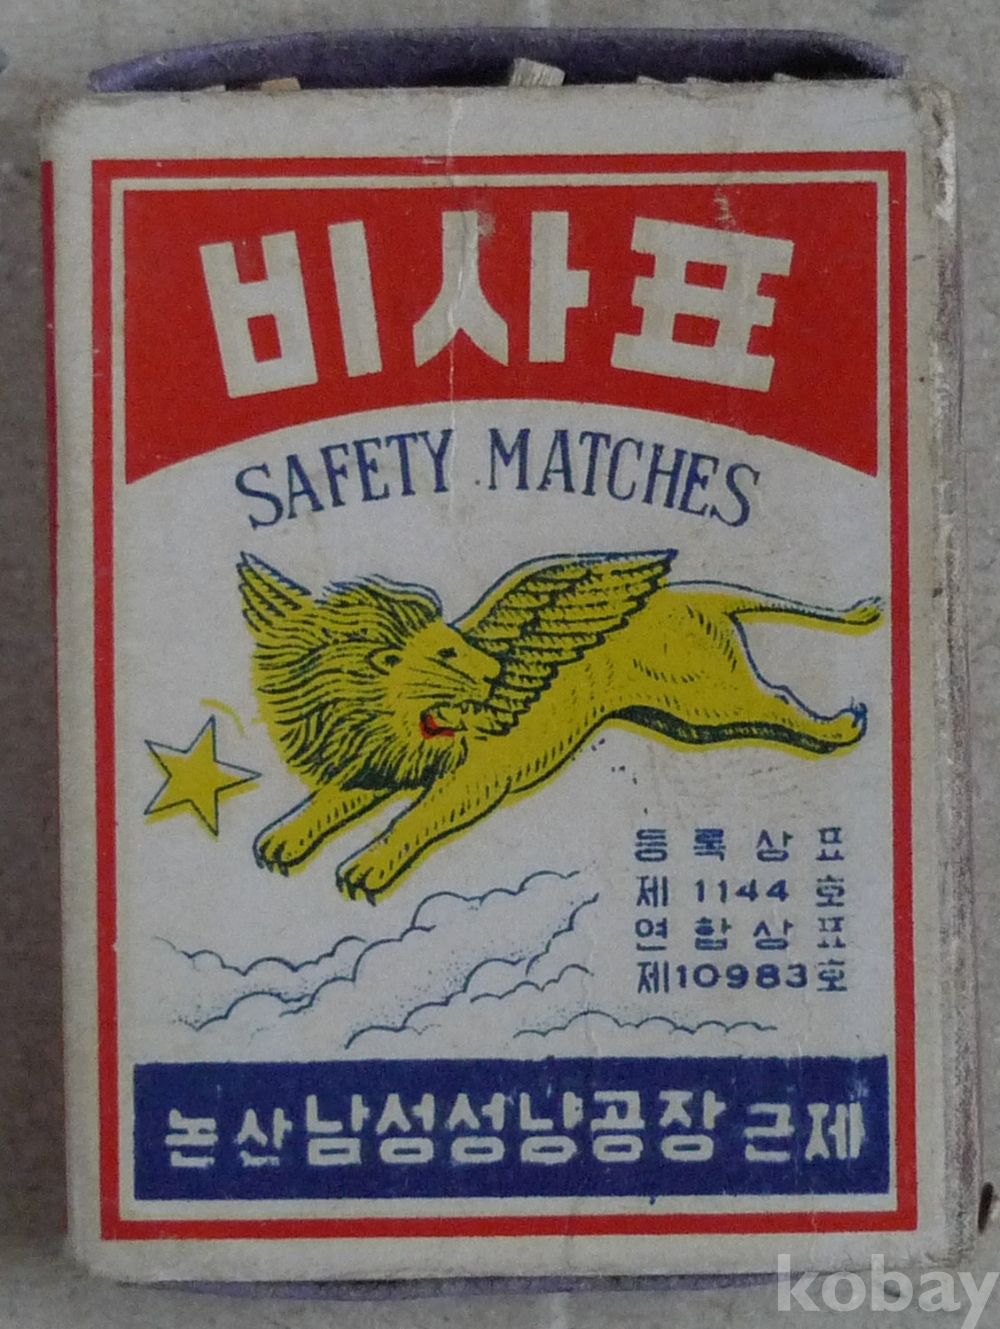 비사표
SAFETY MATCHES
등록상표
제 1144 호
연합상표
제10983호
논산 남성성냥공장 근제
kobay